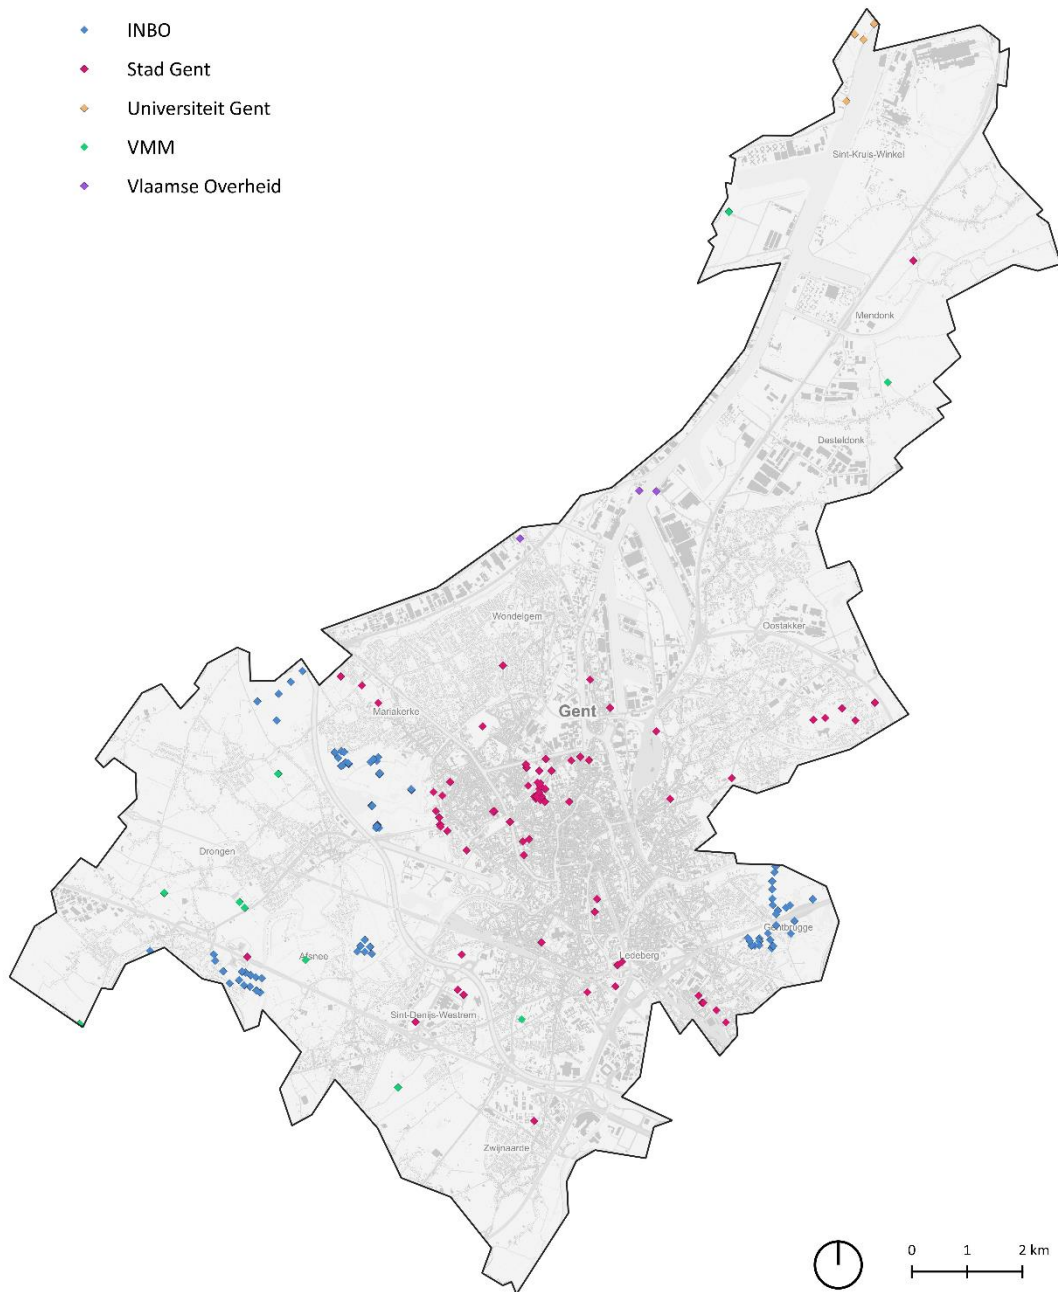 INBO
Stad Gent
Universiteit Gent
VMM
Vlaamse Overheid
Sint-Kruis-Winkel
Mendonk
Desteldonk
Wondelgem
Oostakker
Mariakerke
Gent
Drongen
Gentbrugge
Afsnee
Ledeberg
Sint-Denijs-Westrem
Zwijnaarde
0 1 2 km